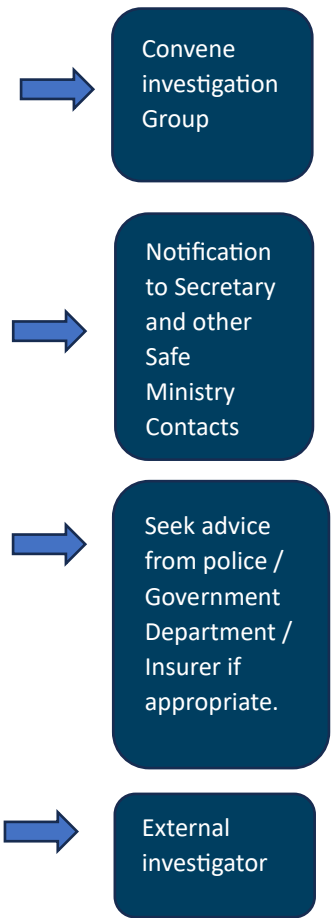 Convene
investigation
Group
Notification
to Secretary
and other
Safe
Ministry
Contacts
Seek advice
from police /
Government
Department /
Insurer if
appropriate.
External
investigator